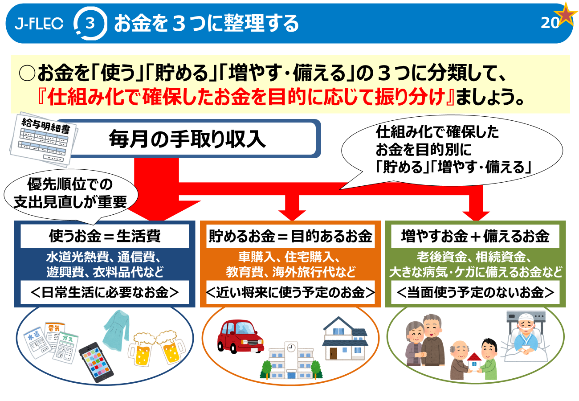 J-FLEC ③ お金を３つに整理する 20
○お金を「使う」「貯める」「増やす・備える」の３つに分類して、
『仕組み化で確保したお金を目的に応じて振り分け』ましょう。
給与明細書
毎月の手取り収入
仕組み化で確保した
お金を目的別に
「貯める」「増やす・備える」
優先順位での
支出見直しが重要
使うお金＝生活費
水道光熱費、通信費、
遊興費、衣料品代など
＜日常生活に必要なお金＞
貯めるお金＝目的あるお金
車購入、住宅購入、
教育費、海外旅行代など
＜近い将来に使う予定のお金＞
増やすお金＋備えるお金
老後資金、相続資金、
大きな病気・ケガに備えるお金など
＜当面使う予定のないお金＞